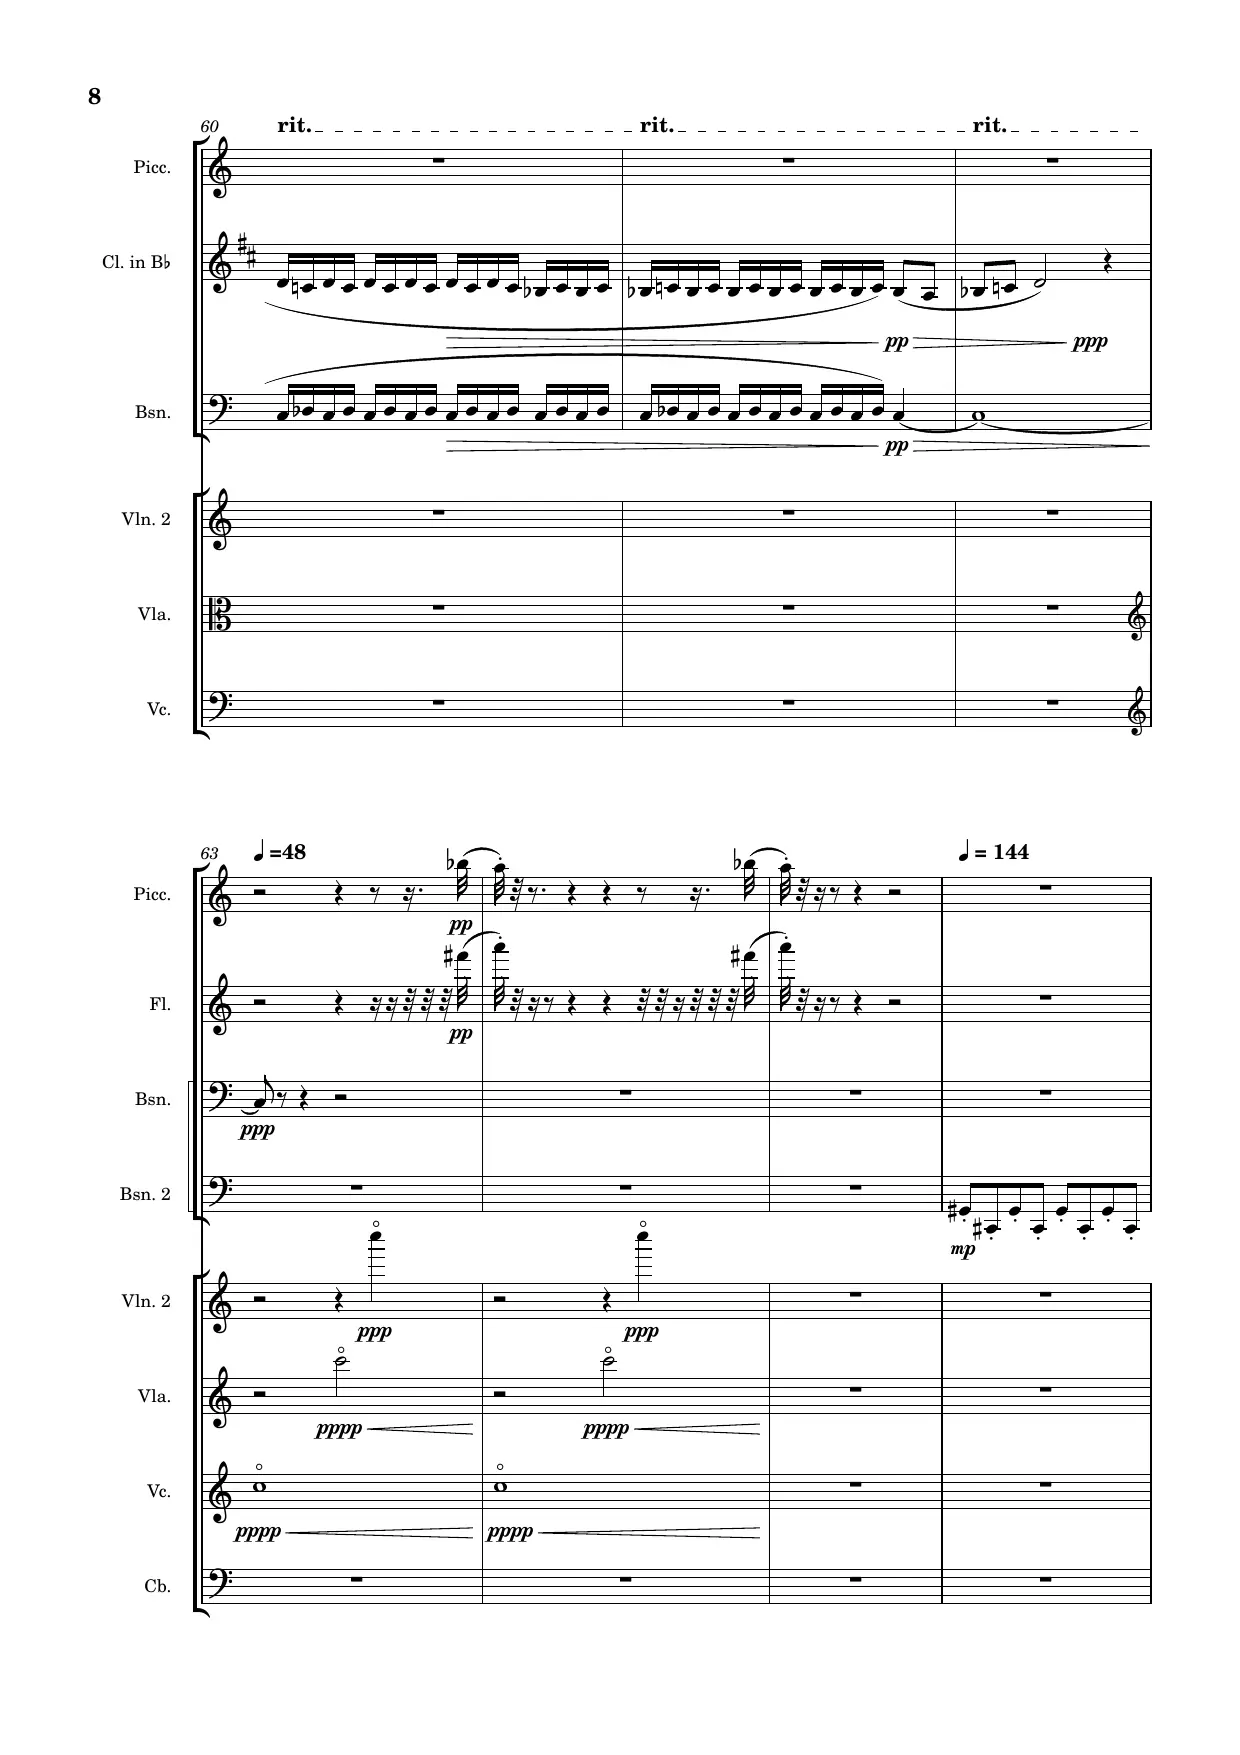 8
60 rit. rit. rit.
Picc.
Cl. in B♭
pp ppp
Bsn.
pp
Vln. 2
Vla.
Vc.
63 ♩ =48 ♩ = 144
Picc.
pp
Fl.
pp
Bsn.
ppp
Bsn. 2
mp
Vln. 2
ppp ppp
Vla.
pppp pppp
Vc.
pppp pppp
Cb.